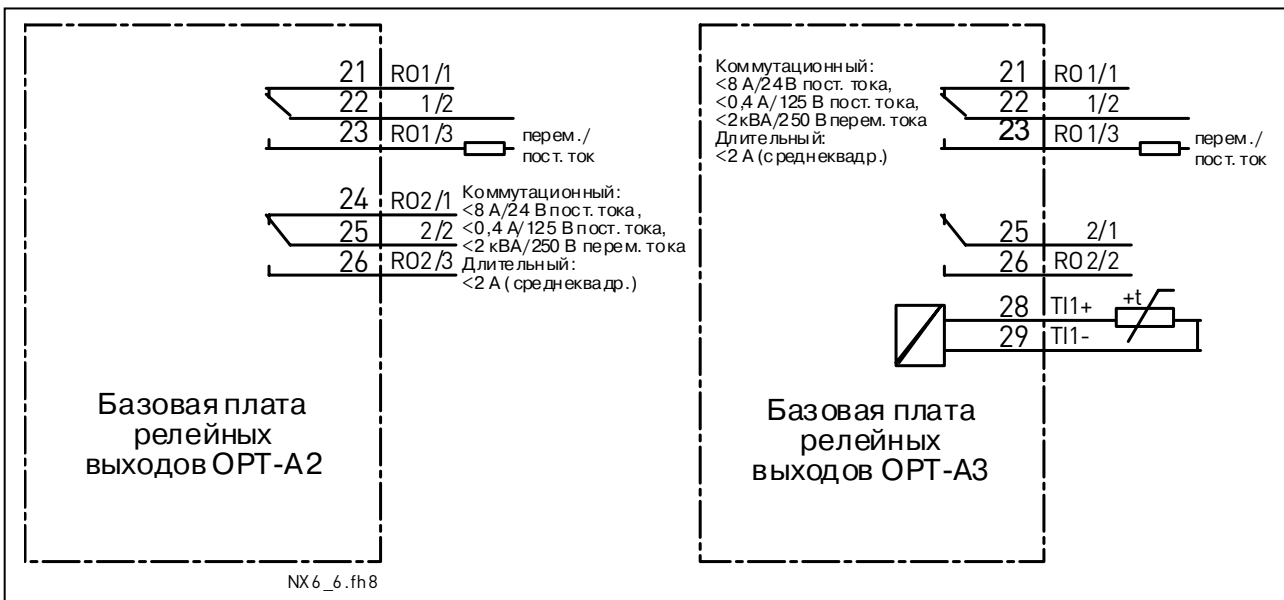 21 RO1/1
22 1/2
23 RO1/3
перем./
пост. ток
24 RO2/1
25 2/2
26 RO2/3
Коммутационный:
<8 А/24 В пост. тока,
<0,4 А/125 В пост. тока,
<2 кВА/250 В перем. тока
Длительный:
<2 А (среднеквадр.)
Базовая плата
релейных
выходов OPT-A2
NX6_6.fh8
Коммутационный:
<8 А/24 В пост. тока,
<0,4 А/125 В пост. тока,
<2 кВА/250 В перем. тока
Длительный:
<2 А (среднеквадр.)
21 RO1/1
22 1/2
23 RO1/3
перем./
пост. ток
25 2/1
26 RO2/2
28 TI1+
+t
29 TI1-
Базовая плата
релейных
выходов OPT-A3